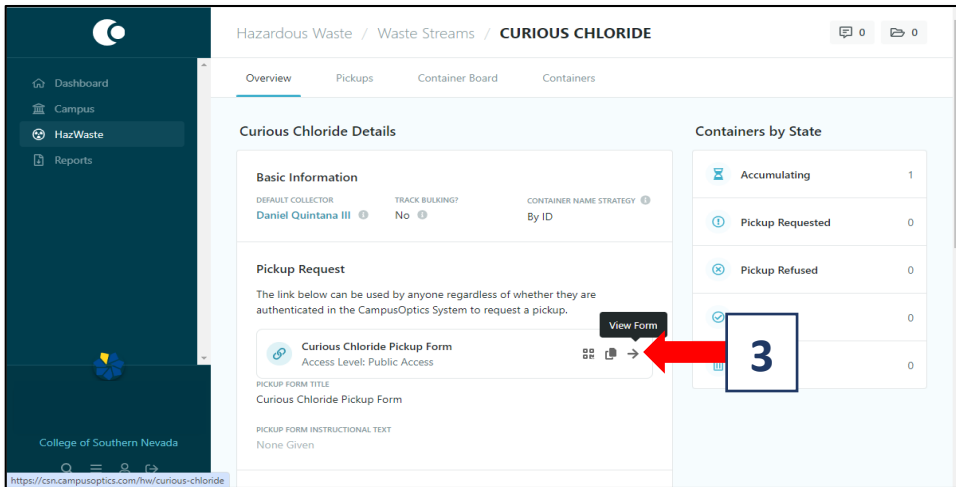 Hazardous Waste / Waste Streams / CURIOUS CHLORIDE
0 0
Dashboard
Campus
HazWaste
Reports
Overview Pickups Container Board Containers
Curious Chloride Details
Basic Information
DEFAULT COLLECTOR TRACK BULKING? CONTAINER NAME STRATEGY
Daniel Quintana III No By ID
Pickup Request
The link below can be used by anyone regardless of whether they are
authenticated in the CampusOptics System to request a pickup.
View Form
Curious Chloride Pickup Form
Access Level: Public Access
PICKUP FORM TITLE
Curious Chloride Pickup Form
PICKUP FORM INSTRUCTIONAL TEXT
None Given
Containers by State
Accumulating 1
Pickup Requested 0
Pickup Refused 0
0
0
3
College of Southern Nevada
https://csn.campusoptics.com/hw/curious-chloride